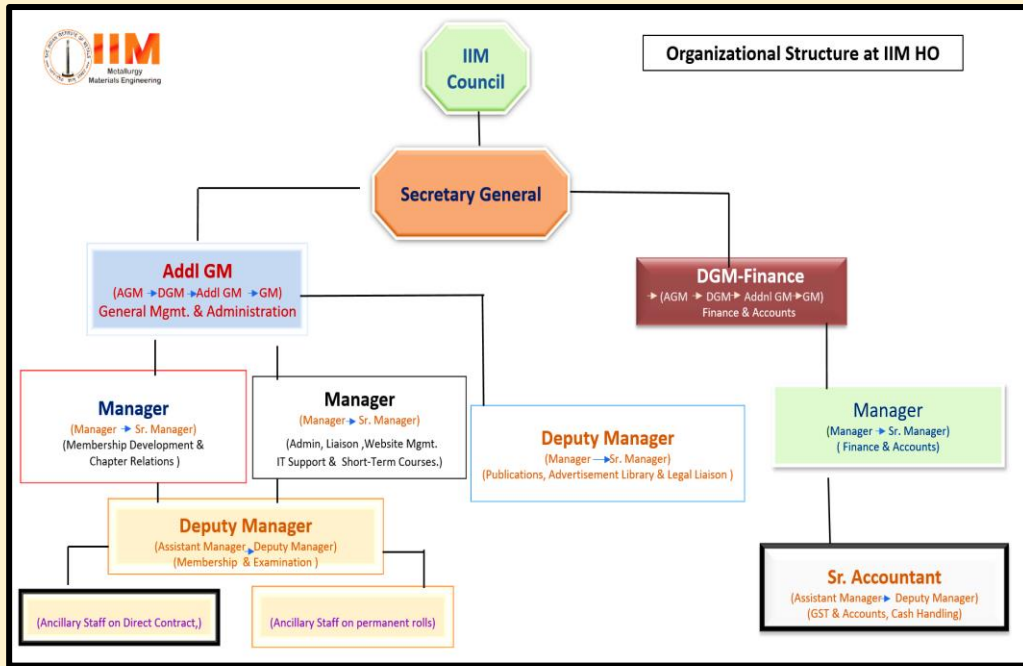 IIM
Metallurgy
Materials Engineering
Organizational Structure at IIM HO
IIM
Council
Secretary General
Addl GM
(AGM → DGM → Addl GM → GM)
General Mgmt. & Administration
DGM-Finance
→ (AGM → DGM → Addnl GM → GM)
Finance & Accounts
Manager
(Manager → Sr. Manager)
(Membership Development &
Chapter Relations )
Manager
(Manager → Sr. Manager)
(Admin, Liaison ,Website Mgmt.
IT Support & Short-Term Courses.)
Deputy Manager
(Manager → Sr. Manager)
(Publications, Advertisement Library & Legal Liaison )
Manager
(Manager → Sr. Manager)
( Finance & Accounts)
Deputy Manager
(Assistant Manager → Deputy Manager)
(Membership & Examination )
(Ancillary Staff on Direct Contract,)
(Ancillary Staff on permanent rolls)
Sr. Accountant
(Assistant Manager → Deputy Manager)
(GST & Accounts, Cash Handling)